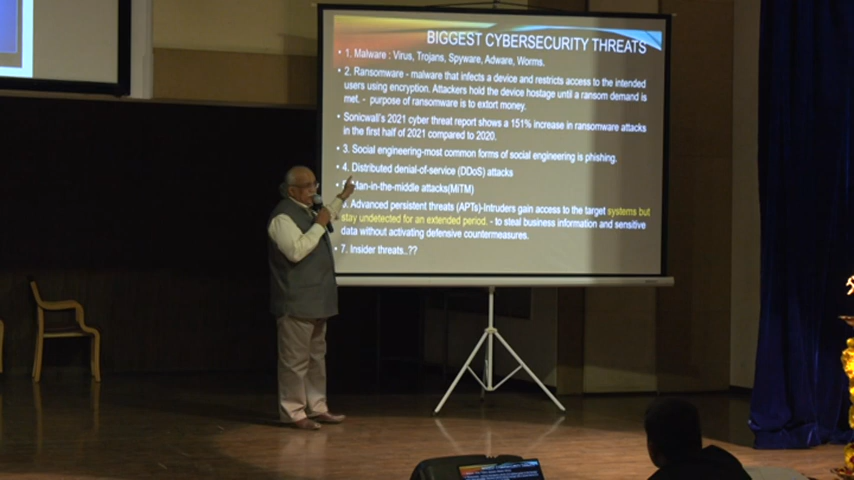 BIGGEST CYBERSECURITY THREATS
• 1. Malware : Virus, Trojans, Spyware, Adware, Worms.
• 2. Ransomware - malware that infects a device and restricts access to the intended
users using encryption. Attackers hold the device hostage until a ransom demand is
met. - purpose of ransomware is to extort money.
Sonicwall's 2021 cyber threat report shows a 151% increase in ransomware attacks
in the first half of 2021 compared to 2020.
• 3. Social engineering-most common forms of social engineering is phishing.
• 4. Distributed denial-of-service (DDoS) attacks
Man-in-the-middle attacks(MiTM)
Advanced persistent threats (APTs)-Intruders gain access to the target systems but
stay undetected for an extended period. - to steal business information and sensitive
data without activating defensive countermeasures.
• 7. Insider threats..??